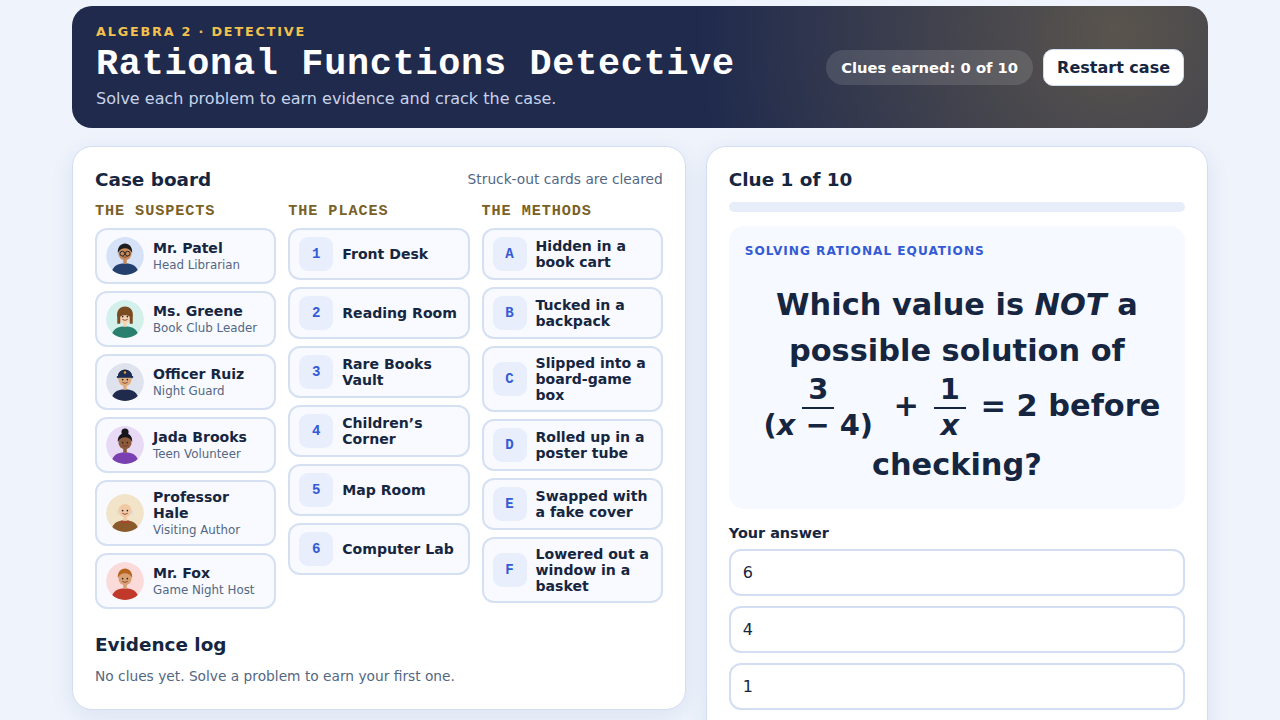 ALGEBRA 2 · DETECTIVE
Rational Functions Detective
Solve each problem to earn evidence and crack the case.
Clues earned: 0 of 10
Restart case
Case board
Struck-out cards are cleared
THE SUSPECTS
Mr. Patel
Head Librarian
Ms. Greene
Book Club Leader
Officer Ruiz
Night Guard
Jada Brooks
Teen Volunteer
Professor
Hale
Visiting Author
Mr. Fox
Game Night Host
THE PLACES
1 Front Desk
2 Reading Room
3 Rare Books
Vault
4 Children’s
Corner
5 Map Room
6 Computer Lab
THE METHODS
A Hidden in a
book cart
B Tucked in a
backpack
C Slipped into a
board-game
box
D Rolled up in a
poster tube
E Swapped with
a fake cover
F Lowered out a
window in a
basket
Evidence log
No clues yet. Solve a problem to earn your first one.
Clue 1 of 10
SOLVING RATIONAL EQUATIONS
Which value is NOT a
possible solution of
3/(x − 4) + 1/x = 2 before
checking?
Your answer
6
4
1